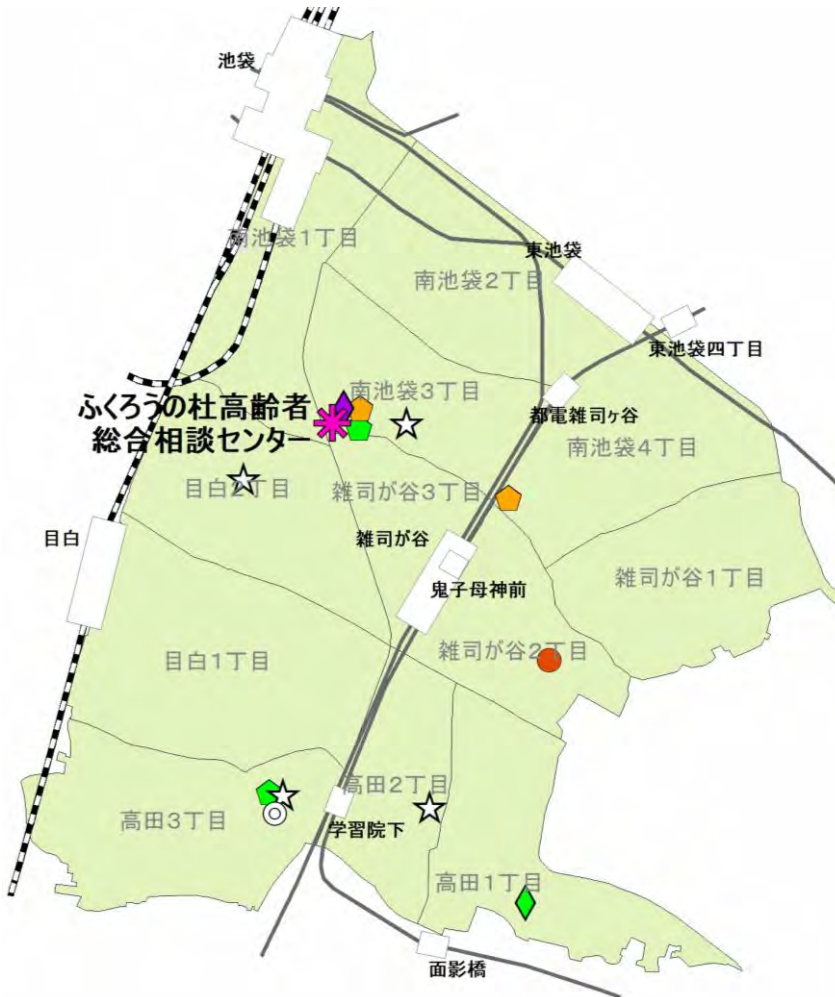 池袋
南池袋1丁目
東池袋
南池袋2丁目
東池袋四丁目
南池袋3丁目
ふくろうの杜高齢者
総合相談センター
都電雑司ヶ谷
南池袋4丁目
目白2丁目
雑司が谷3丁目
目白
雑司が谷
鬼子母神前
雑司が谷1丁目
雑司が谷2丁目
目白1丁目
高田2丁目
高田3丁目
学習院下
高田1丁目
面影橋